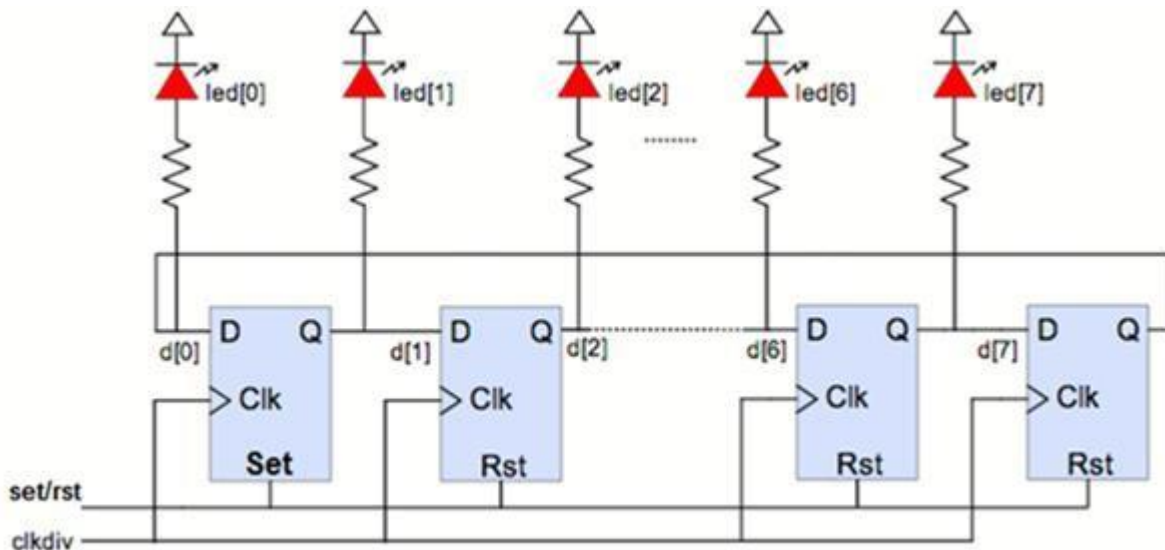 led[0] led[1] led[2] led[6] led[7]
D Q D Q D Q D Q
d[0] d[1] d[2] d[6] d[7]
Clk Clk Clk Clk
Set Rst Rst Rst
set/rst
clkdiv